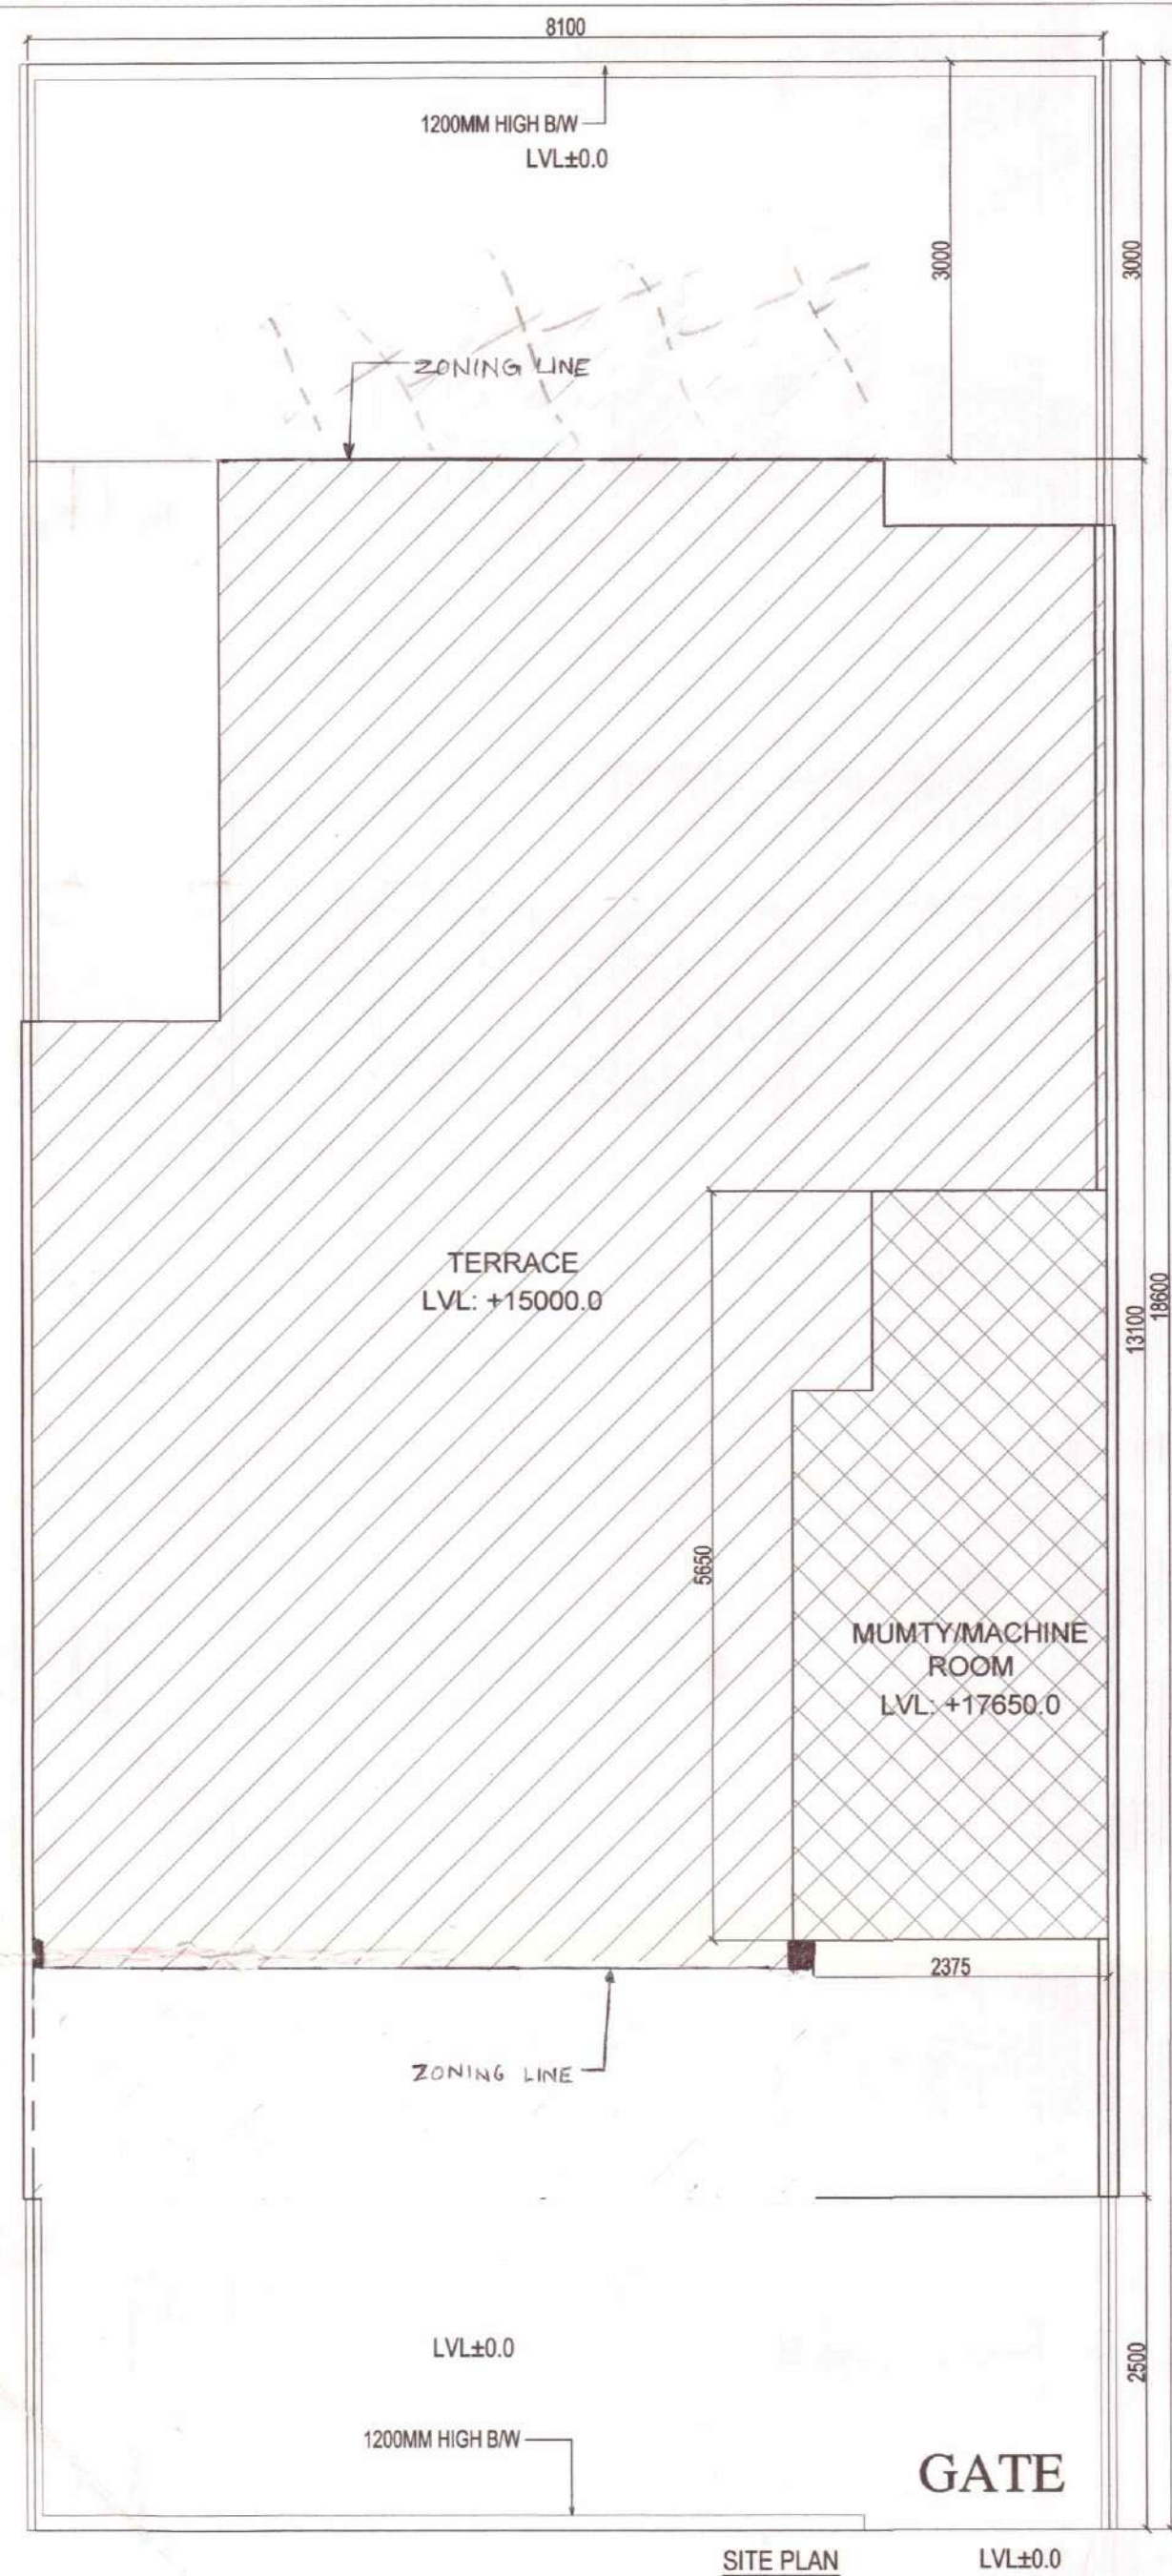 8100
1200MM HIGH B/W
LVL±0.0
3000
3000
ZONING LINE
TERRACE
LVL: +15000.0
13100
18600
5650
MUMTY/MACHINE
ROOM
LVL: +17650.0
2375
ZONING LINE
LVL±0.0
2500
1200MM HIGH B/W
GATE
SITE PLAN
LVL±0.0